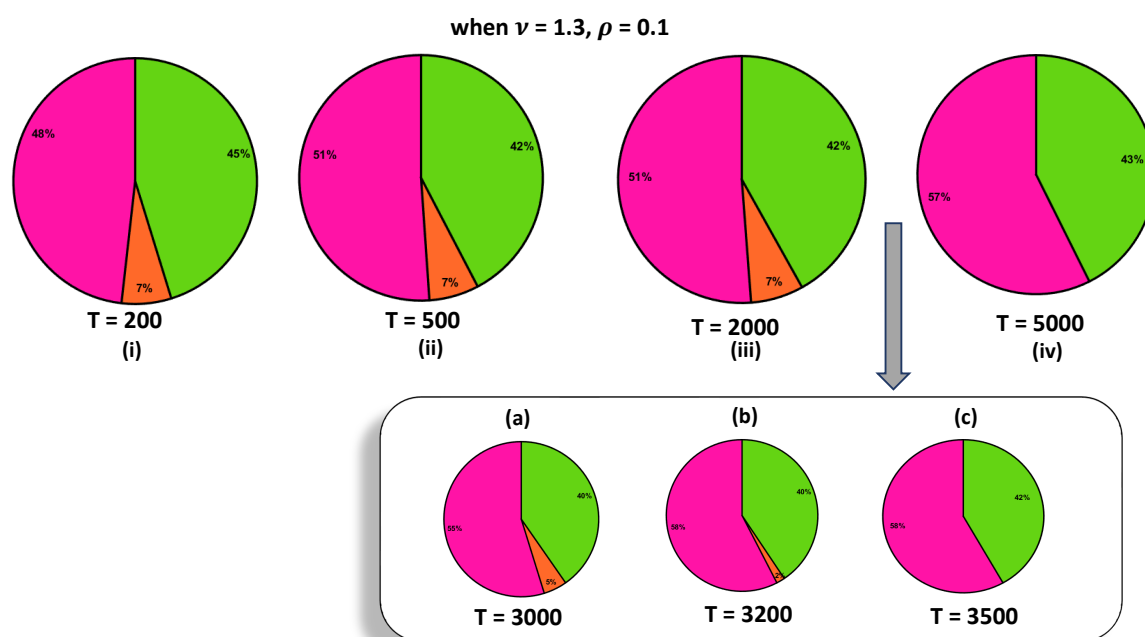 when ν = 1.3, ρ = 0.1
48%
45%
7%
T = 200
(i)
51%
42%
7%
T = 500
(ii)
51%
42%
7%
T = 2000
(iii)
57%
43%
T = 5000
(iv)
(a)
55%
40%
5%
T = 3000
(b)
58%
40%
2%
T = 3200
(c)
58%
42%
T = 3500